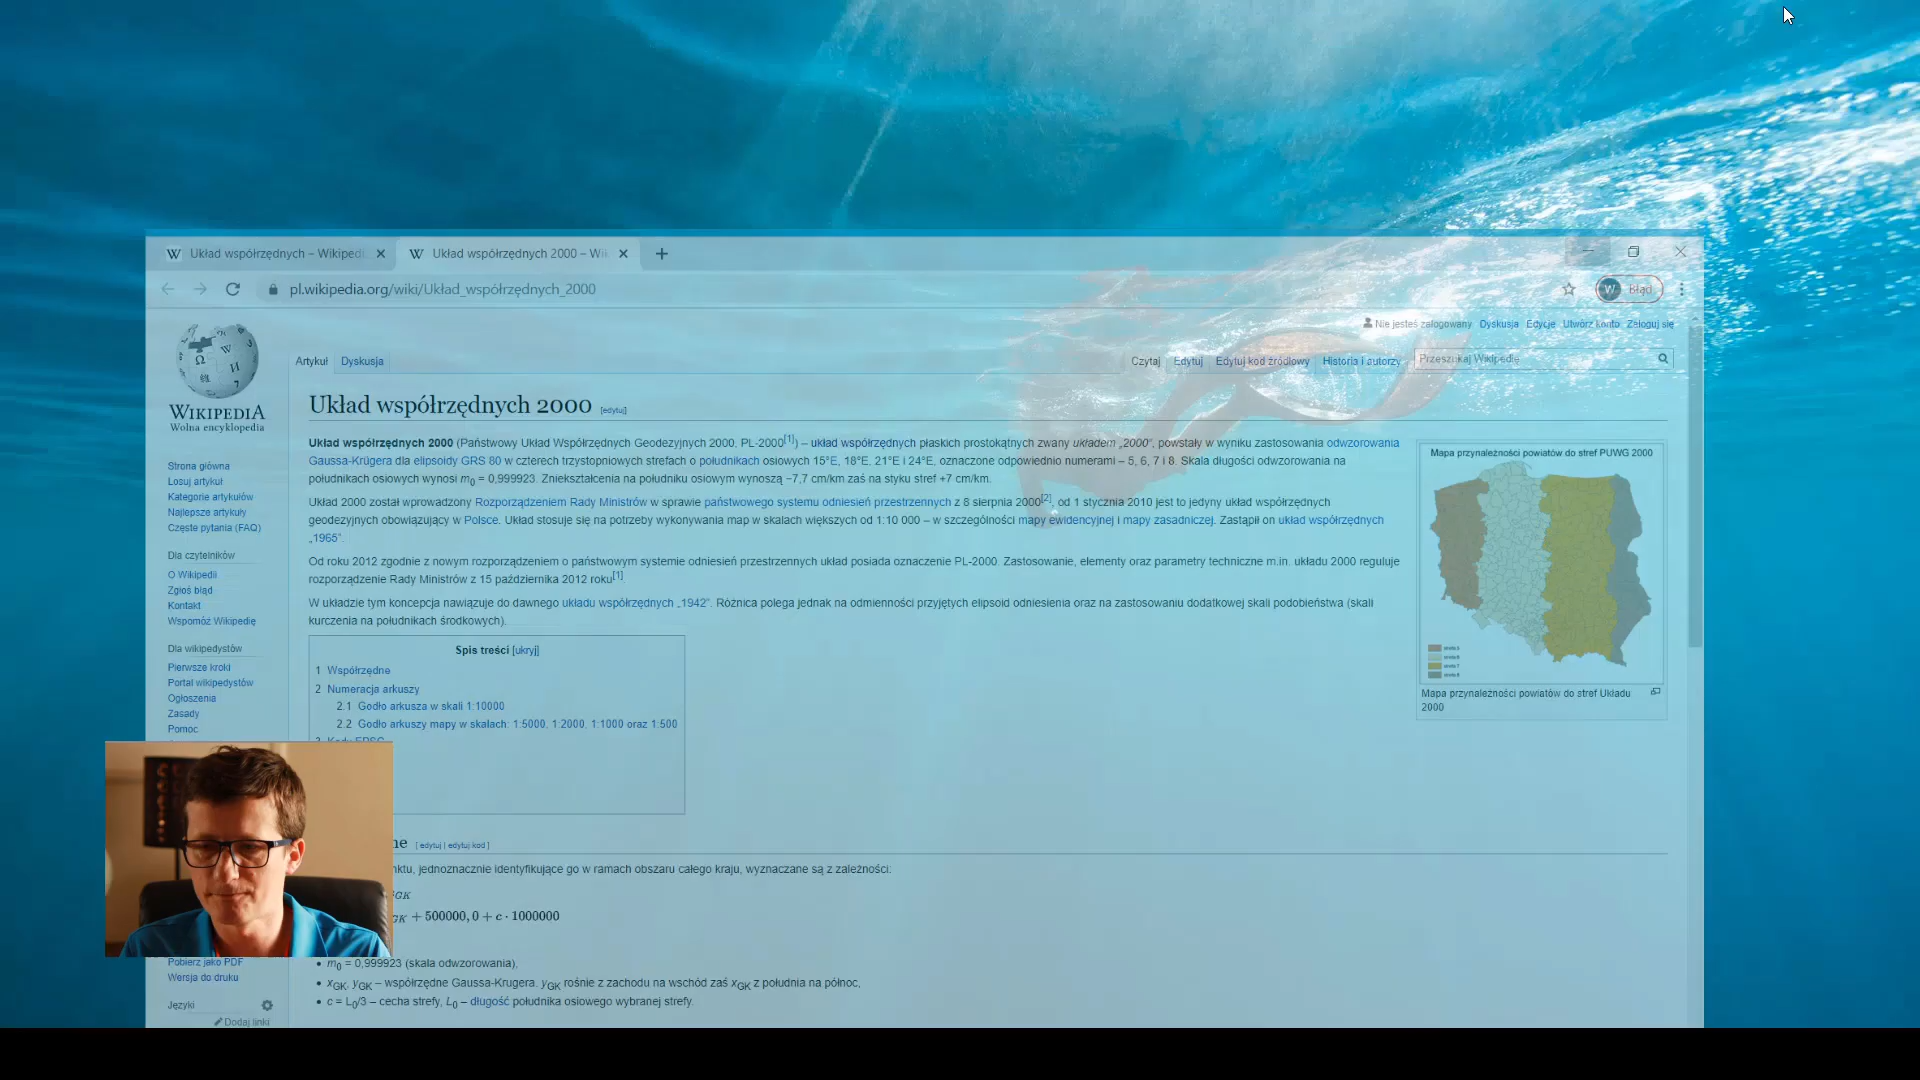 Układ współrzędnych – Wikiped
Układ współrzędnych 2000 – Wi
pl.wikipedia.org/wiki/Układ_współrzędnych_2000
W Błąd
Nie jesteś zalogowany Dyskusja Edycje Utwórz konto Zaloguj się
Artykuł Dyskusja
Czytaj Edytuj Edytuj kod źródłowy Historia i autorzy
Przeszukaj Wikipedię
WIKIPEDIA
Wolna encyklopedia
Strona główna
Losuj artykuł
Kategorie artykułów
Najlepsze artykuły
Częste pytania (FAQ)
Dla czytelników
O Wikipedii
Zgłoś błąd
Kontakt
Wspomóż Wikipedię
Dla wikipedystów
Pierwsze kroki
Portal wikipedystów
Ogłoszenia
Zasady
Pomoc
Pobierz jako PDF
Wersja do druku
Języki
Dodaj linki
Układ współrzędnych 2000 [edytuj]
Układ współrzędnych 2000 (Państwowy Układ Współrzędnych Geodezyjnych 2000, PL-2000[1]) – układ współrzędnych płaskich prostokątnych zwany układem „2000”, powstały w wyniku zastosowania odwzorowania
Gaussa-Krügera dla elipsoidy GRS 80 w czterech trzystopniowych strefach o południkach osiowych 15°E, 18°E, 21°E i 24°E, oznaczone odpowiednio numerami – 5, 6, 7 i 8. Skala długości odwzorowania na
południkach osiowych wynosi m0 = 0,999923. Zniekształcenia na południku osiowym wynoszą −7,7 cm/km zaś na styku stref +7 cm/km.
Układ 2000 został wprowadzony Rozporządzeniem Rady Ministrów w sprawie państwowego systemu odniesień przestrzennych z 8 sierpnia 2000[2], od 1 stycznia 2010 jest to jedyny układ współrzędnych
geodezyjnych obowiązujący w Polsce. Układ stosuje się na potrzeby wykonywania map w skalach większych od 1:10 000 – w szczególności mapy ewidencyjnej i mapy zasadniczej. Zastąpił on układ współrzędnych
„1965”.
Od roku 2012 zgodnie z nowym rozporządzeniem o państwowym systemie odniesień przestrzennych układ posiada oznaczenie PL-2000. Zastosowanie, elementy oraz parametry techniczne m.in. układu 2000 reguluje
rozporządzenie Rady Ministrów z 15 października 2012 roku[1].
W układzie tym koncepcja nawiązuje do dawnego układu współrzędnych „1942”. Różnica polega jednak na odmienności przyjętych elipsoid odniesienia oraz na zastosowaniu dodatkowej skali podobieństwa (skali
kurczenia na południkach środkowych).
Spis treści [ukryj]
1 Współrzędne
2 Numeracja arkuszy
2.1 Godło arkusza w skali 1:10000
2.2 Godło arkuszy mapy w skalach: 1:5000, 1:2000, 1:1000 oraz 1:500
3 Kody EPSG
ne [ edytuj | edytuj kod ]
nktu, jednoznacznie identyfikujące go w ramach obszaru całego kraju, wyznaczane są z zależności:
GK
GK + 500000,0 + c · 1000000
• m0 = 0,999923 (skala odwzorowania),
• xGK, yGK – współrzędne Gaussa-Krugera. yGK rośnie z zachodu na wschód zaś xGK z południa na północ,
• c = L0/3 – cecha strefy, L0 – długość południka osiowego wybranej strefy.
Mapa przynależności powiatów do stref PUWG 2000
strefa 5
strefa 6
strefa 7
strefa 8
Mapa przynależności powiatów do stref Układu
2000